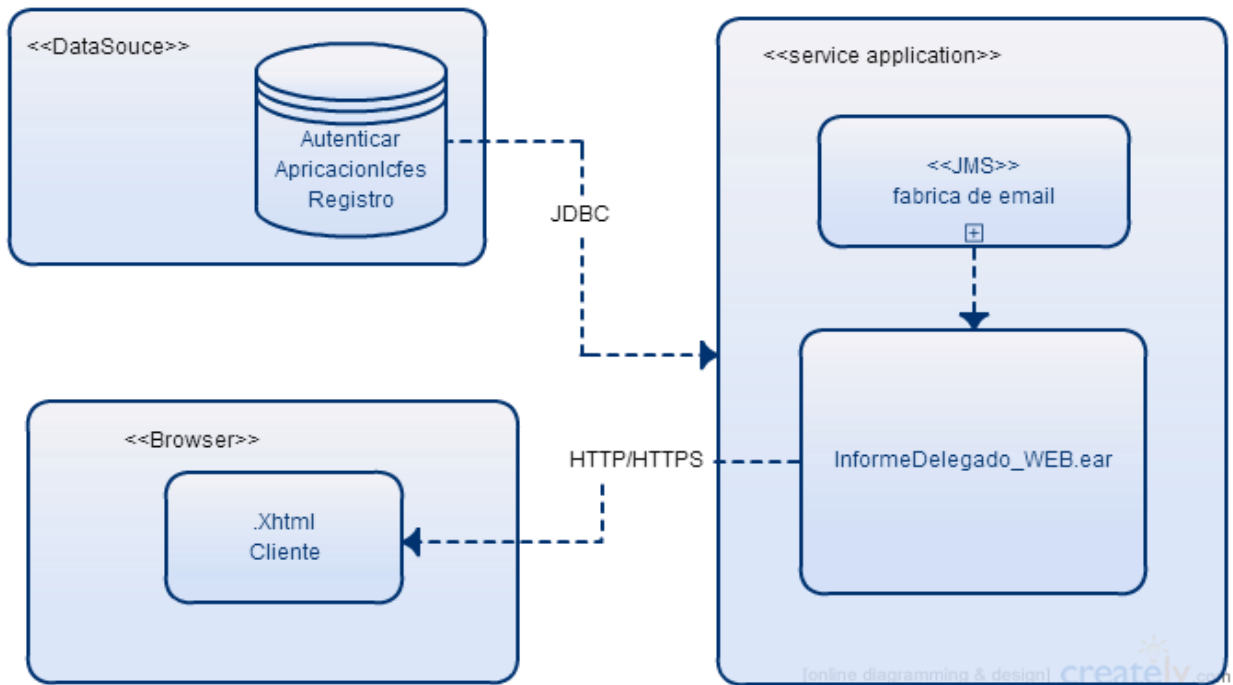 <<DataSouce>>
Autenticar
ApricacionIcfes
Registro
JDBC
<<service application>>
<<JMS>>
fabrica de email
<<Browser>>
.Xhtml
Cliente
HTTP/HTTPS
InformeDelegado_WEB.ear
[online diagramming & design] creately.com